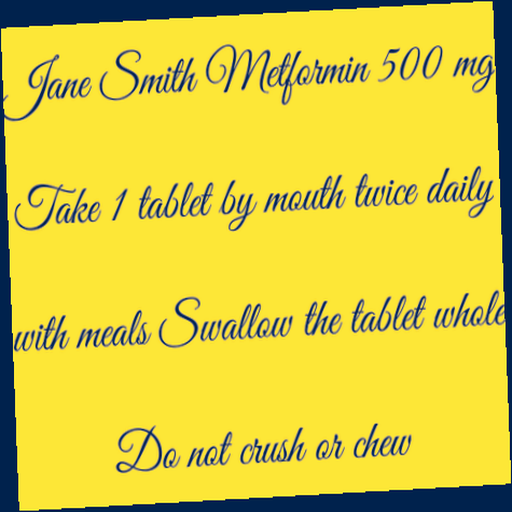 Jane Smith Metformin 500 mg
Take 1 tablet by mouth twice daily
with meals Swallow the tablet whole
Do not crush or chew